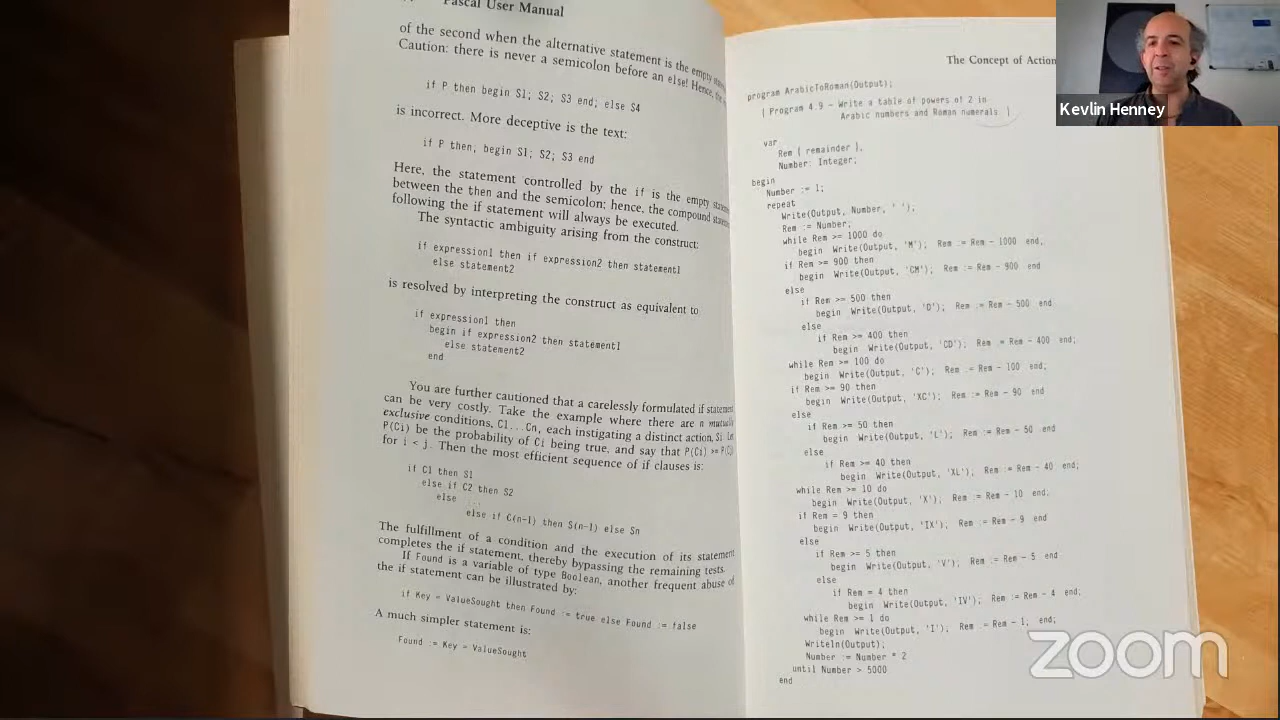 Pascal User Manual
of the second when the alternative statement is the empty
Caution: there is never a semicolon before an else! Hence, the
if P then begin S1; S2; S3 end; else S4
is incorrect. More deceptive is the text:
if P then; begin S1; S2; S3 end
Here, the statement controlled by the if is the empty
between the then and the semicolon; hence, the compound
following the if statement will always be executed.
The syntactic ambiguity arising from the construct:
if expression1 then if expression2 then statement1
else statement2
is resolved by interpreting the construct as equivalent to
if expression1 then
begin if expression2 then statement1
else statement2
end
You are further cautioned that a carelessly formulated if statement
can be very costly. Take the example where there are n mutually
exclusive conditions, C1...Cn, each instigating a distinct action, Si.
P(Ci) be the probability of Ci being true, and say that P(Ci) >= P(Cj)
for i < j. Then the most efficient sequence of if clauses is:
if C1 then S1
else if C2 then S2
else ...
else if C(n-1) then S(n-1) else Sn
The fulfillment of a condition and the execution of its statement
completes the if statement, thereby bypassing the remaining tests.
If Found is a variable of type Boolean, another frequent abuse of
the if statement can be illustrated by:
if Key = ValueSought then Found := true else Found := false
A much simpler statement is:
Found := Key = ValueSought
The Concept of Action
program ArabicToRoman(Output);
{ Program 4.9 - Write a table of powers of 2 in
Arabic numbers and Roman numerals }
var
Rem { remainder },
Number: Integer;
begin
Number := 1;
repeat
Write(Output, Number, ' ');
Rem := Number;
while Rem >= 1000 do
begin Write(Output, 'M'); Rem := Rem - 1000 end;
if Rem >= 900 then
begin Write(Output, 'CM'); Rem := Rem - 900 end
else
if Rem >= 500 then
begin Write(Output, 'D'); Rem := Rem - 500 end
else
if Rem >= 400 then
begin Write(Output, 'CD'); Rem := Rem - 400 end;
while Rem >= 100 do
begin Write(Output, 'C'); Rem := Rem - 100 end;
if Rem >= 90 then
begin Write(Output, 'XC'); Rem := Rem - 90 end
else
if Rem >= 50 then
begin Write(Output, 'L'); Rem := Rem - 50 end
else
if Rem >= 40 then
begin Write(Output, 'XL'); Rem := Rem - 40 end;
while Rem >= 10 do
begin Write(Output, 'X'); Rem := Rem - 10 end;
if Rem = 9 then
begin Write(Output, 'IX'); Rem := Rem - 9 end
else
if Rem >= 5 then
begin Write(Output, 'V'); Rem := Rem - 5 end
else
if Rem = 4 then
begin Write(Output, 'IV'); Rem := Rem - 4 end;
while Rem >= 1 do
begin Write(Output, 'I'); Rem := Rem - 1; end;
Writeln(Output);
Number := Number * 2
until Number > 5000
end
Kevlin Henney
zoom